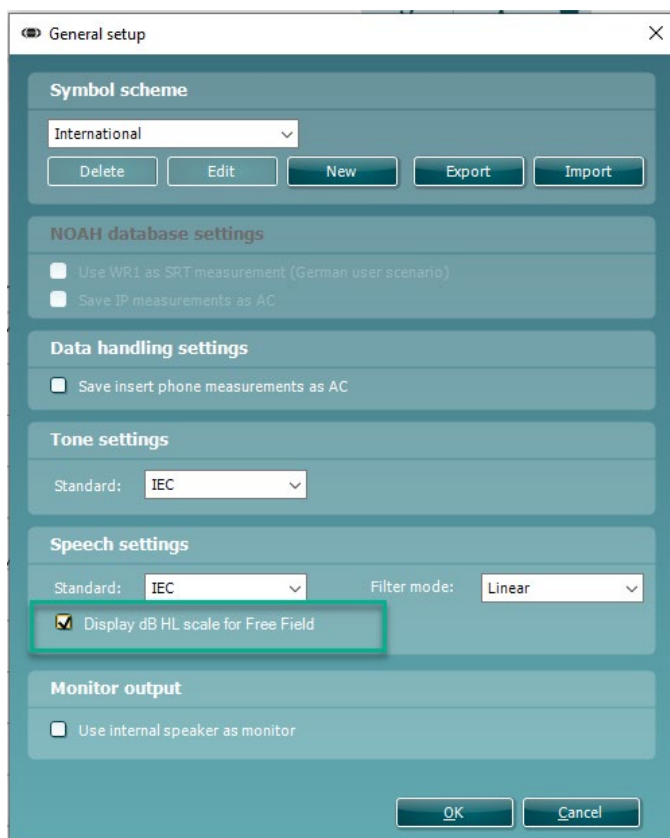 General setup
Symbol scheme
International
Delete Edit New Export Import
NOAH database settings
Use WR1 as SRT measurement (German user scenario)
Save IP measurements as AC
Data handling settings
Save insert phone measurements as AC
Tone settings
Standard: IEC
Speech settings
Standard: IEC Filter mode: Linear
Display dB HL scale for Free Field
Monitor output
Use internal speaker as monitor
OK Cancel